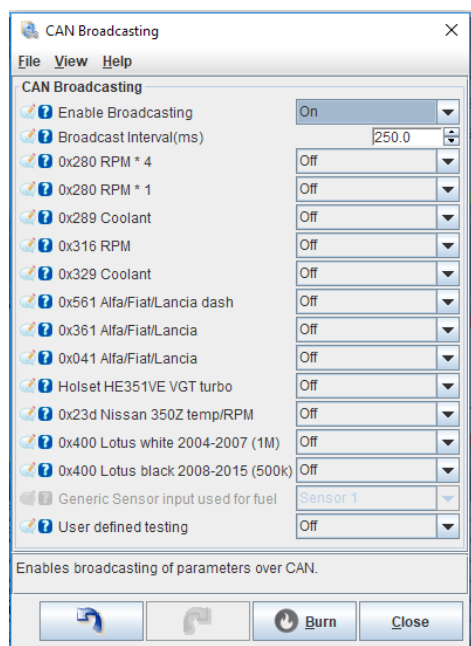 CAN Broadcasting
File View Help
CAN Broadcasting
Enable Broadcasting On
Broadcast Interval(ms) 250.0
0x280 RPM * 4 Off
0x280 RPM * 1 Off
0x289 Coolant Off
0x316 RPM Off
0x329 Coolant Off
0x561 Alfa/Fiat/Lancia dash Off
0x361 Alfa/Fiat/Lancia Off
0x041 Alfa/Fiat/Lancia Off
Holset HE351VE VGT turbo Off
0x23d Nissan 350Z temp/RPM Off
0x400 Lotus white 2004-2007 (1M) Off
0x400 Lotus black 2008-2015 (500k) Off
Generic Sensor input used for fuel Sensor 1
User defined testing Off
Enables broadcasting of parameters over CAN.
Burn Close